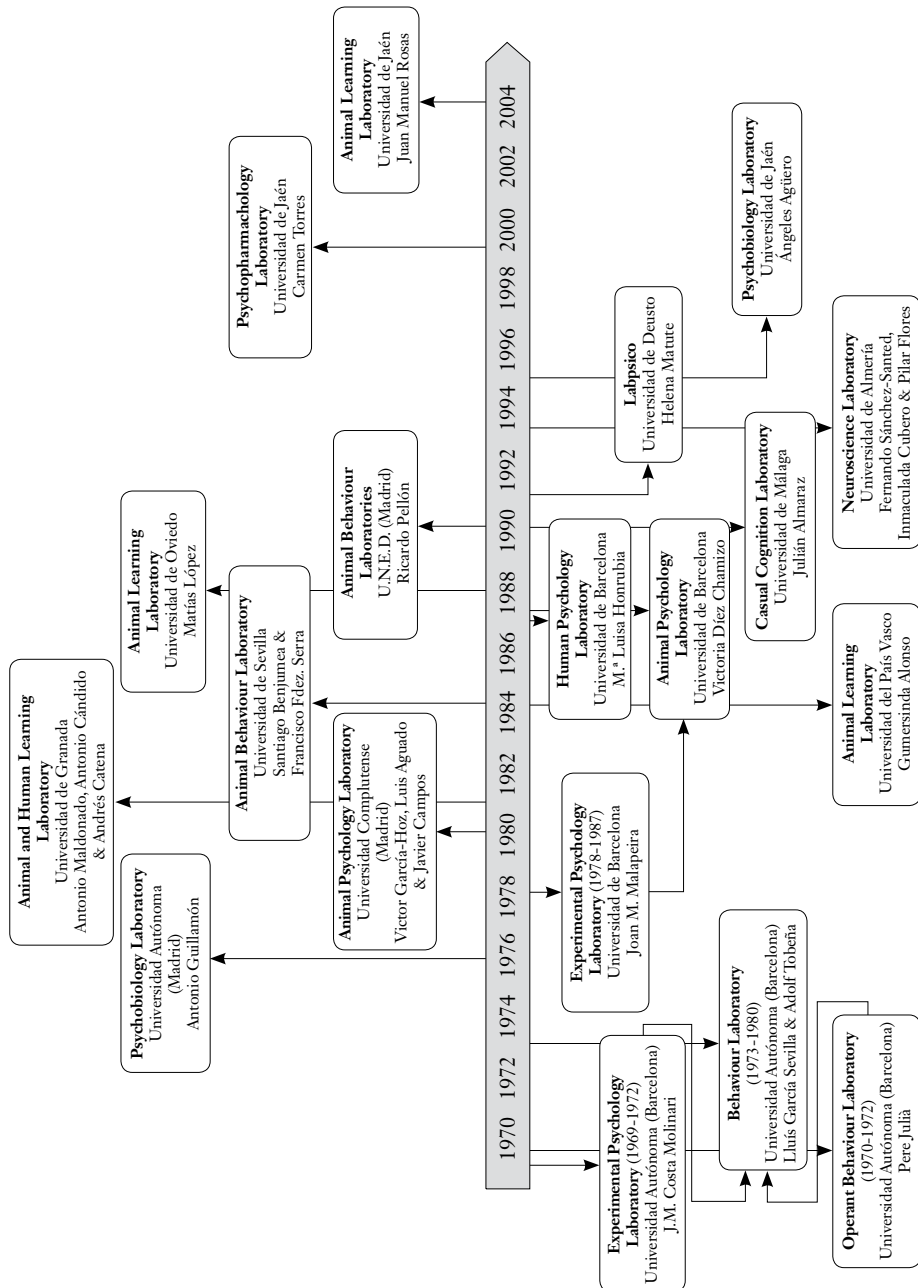 Animal and Human Learning
Laboratory
Universidad de Granada
Antonio Maldonado, Antonio Cándido
& Andrés Catena
Psychobiology Laboratory
Universidad Autónoma
(Madrid)
Antonio Guillamón
Animal Learning
Laboratory
Universidad de Oviedo
Matías López
Psychopharmachology
Laboratory
Universidad de Jaén
Carmen Torres
Animal Behaviour Laboratory
Universidad de Sevilla
Santiago Benjumea &
Francisco Fdez. Serra
Animal Psychology Laboratory
Universidad Complutense
(Madrid)
Victor García-Hoz, Luis Aguado
& Javier Campos
Animal Behaviour
Laboratories
U.N.E.D. (Madrid)
Ricardo Pellón
Animal Learning
Laboratory
Universidad de Jaén
Juan Manuel Rosas
1970 1972 1974 1976 1978 1980 1982 1984 1986 1988 1990 1992 1994 1996 1998 2000 2002 2004
Experimental Psychology
Laboratory (1969-1972)
Universidad Autónoma (Barcelona)
J.M. Costa Molinari
Experimental Psychology
Laboratory (1978-1987)
Universidad de Barcelona
Joan M. Malapeira
Human Psychology
Laboratory
Universidad de Barcelona
M.ª Luisa Honrubia
Labpsico
Universidad de Deusto
Helena Matute
Behaviour Laboratory
(1973-1980)
Universidad Autónoma (Barcelona)
Lluís García Sevilla & Adolf Tobeña
Animal Psychology
Laboratory
Universidad de Barcelona
Victoria Díez Chamizo
Casual Cognition Laboratory
Universidad de Málaga
Julián Almaraz
Psychobiology Laboratory
Universidad de Jaén
Ángeles Agüero
Operant Behaviour Laboratory
(1970-1972)
Universidad Autónoma (Barcelona)
Pere Julià
Animal Learning
Laboratory
Universidad del País Vasco
Gumersinda Alonso
Neuroscience Laboratory
Universidad de Almería
Fernando Sánchez-Santed,
Inmaculada Cubero & Pilar Flores